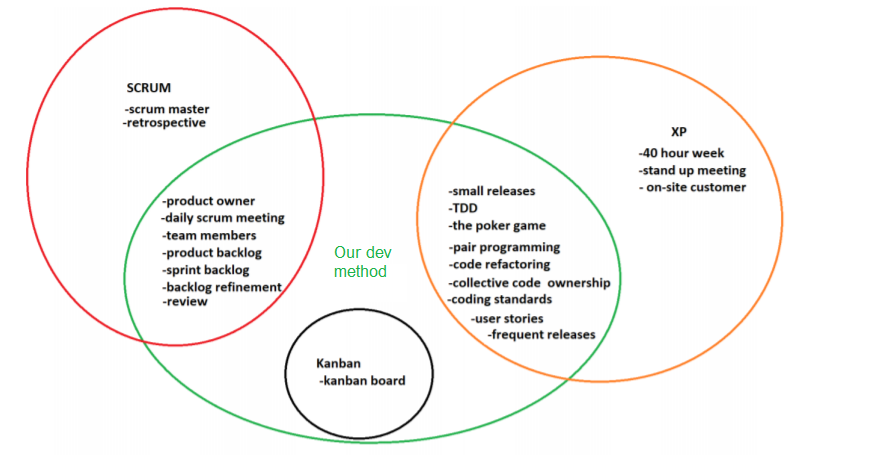 SCRUM
-scrum master
-retrospective
-product owner
-daily scrum meeting
-team members
-product backlog
-sprint backlog
-backlog refinement
-review
Our dev
method
Kanban
-kanban board
-small releases
-TDD
-the poker game
-pair programming
-code refactoring
-collective code ownership
-coding standards
-user stories
-frequent releases
XP
-40 hour week
-stand up meeting
- on-site customer